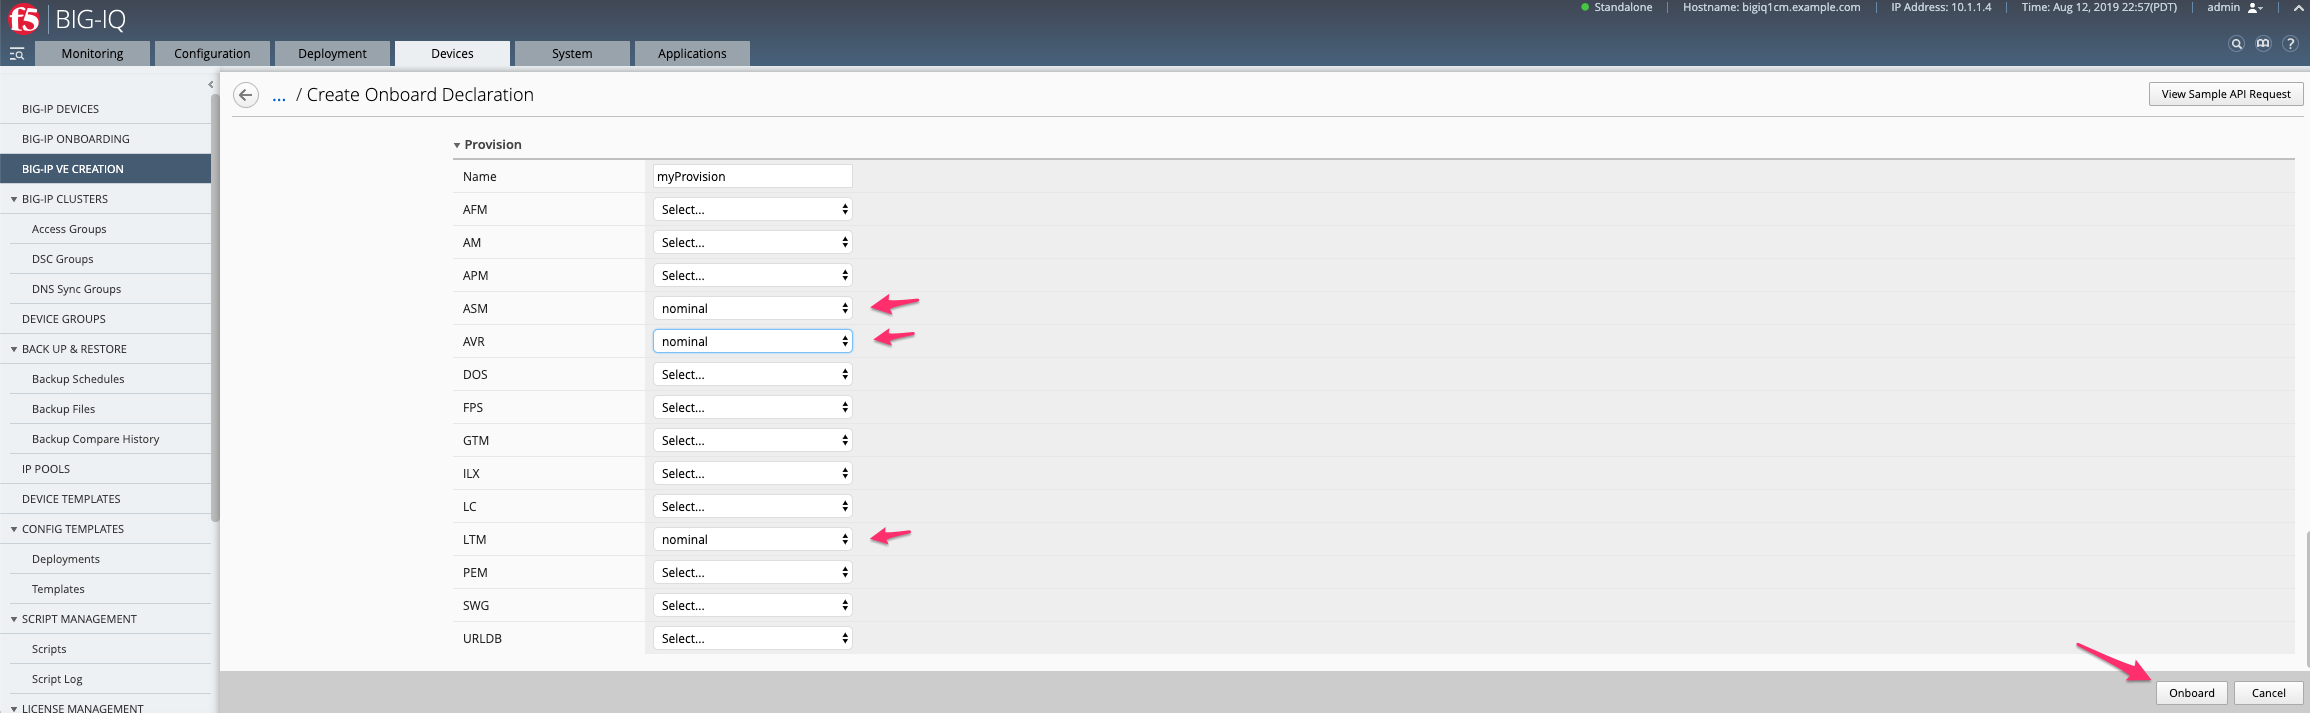 f5 BIG-IQ
Standalone Hostname: bigiq1cm.example.com IP Address: 10.1.1.4 Time: Aug 12, 2019 22:57(PDT) admin
Monitoring Configuration Deployment Devices System Applications
BIG-IP DEVICES
BIG-IP ONBOARDING
BIG-IP VE CREATION
BIG-IP CLUSTERS
Access Groups
DSC Groups
DNS Sync Groups
DEVICE GROUPS
BACK UP & RESTORE
Backup Schedules
Backup Files
Backup Compare History
IP POOLS
DEVICE TEMPLATES
CONFIG TEMPLATES
Deployments
Templates
SCRIPT MANAGEMENT
Scripts
Script Log
LICENSE MANAGEMENT
... / Create Onboard Declaration
View Sample API Request
Provision
Name myProvision
AFM Select...
AM Select...
APM Select...
ASM nominal
AVR nominal
DOS Select...
FPS Select...
GTM Select...
ILX Select...
LC Select...
LTM nominal
PEM Select...
SWG Select...
URLDB Select...
Onboard Cancel